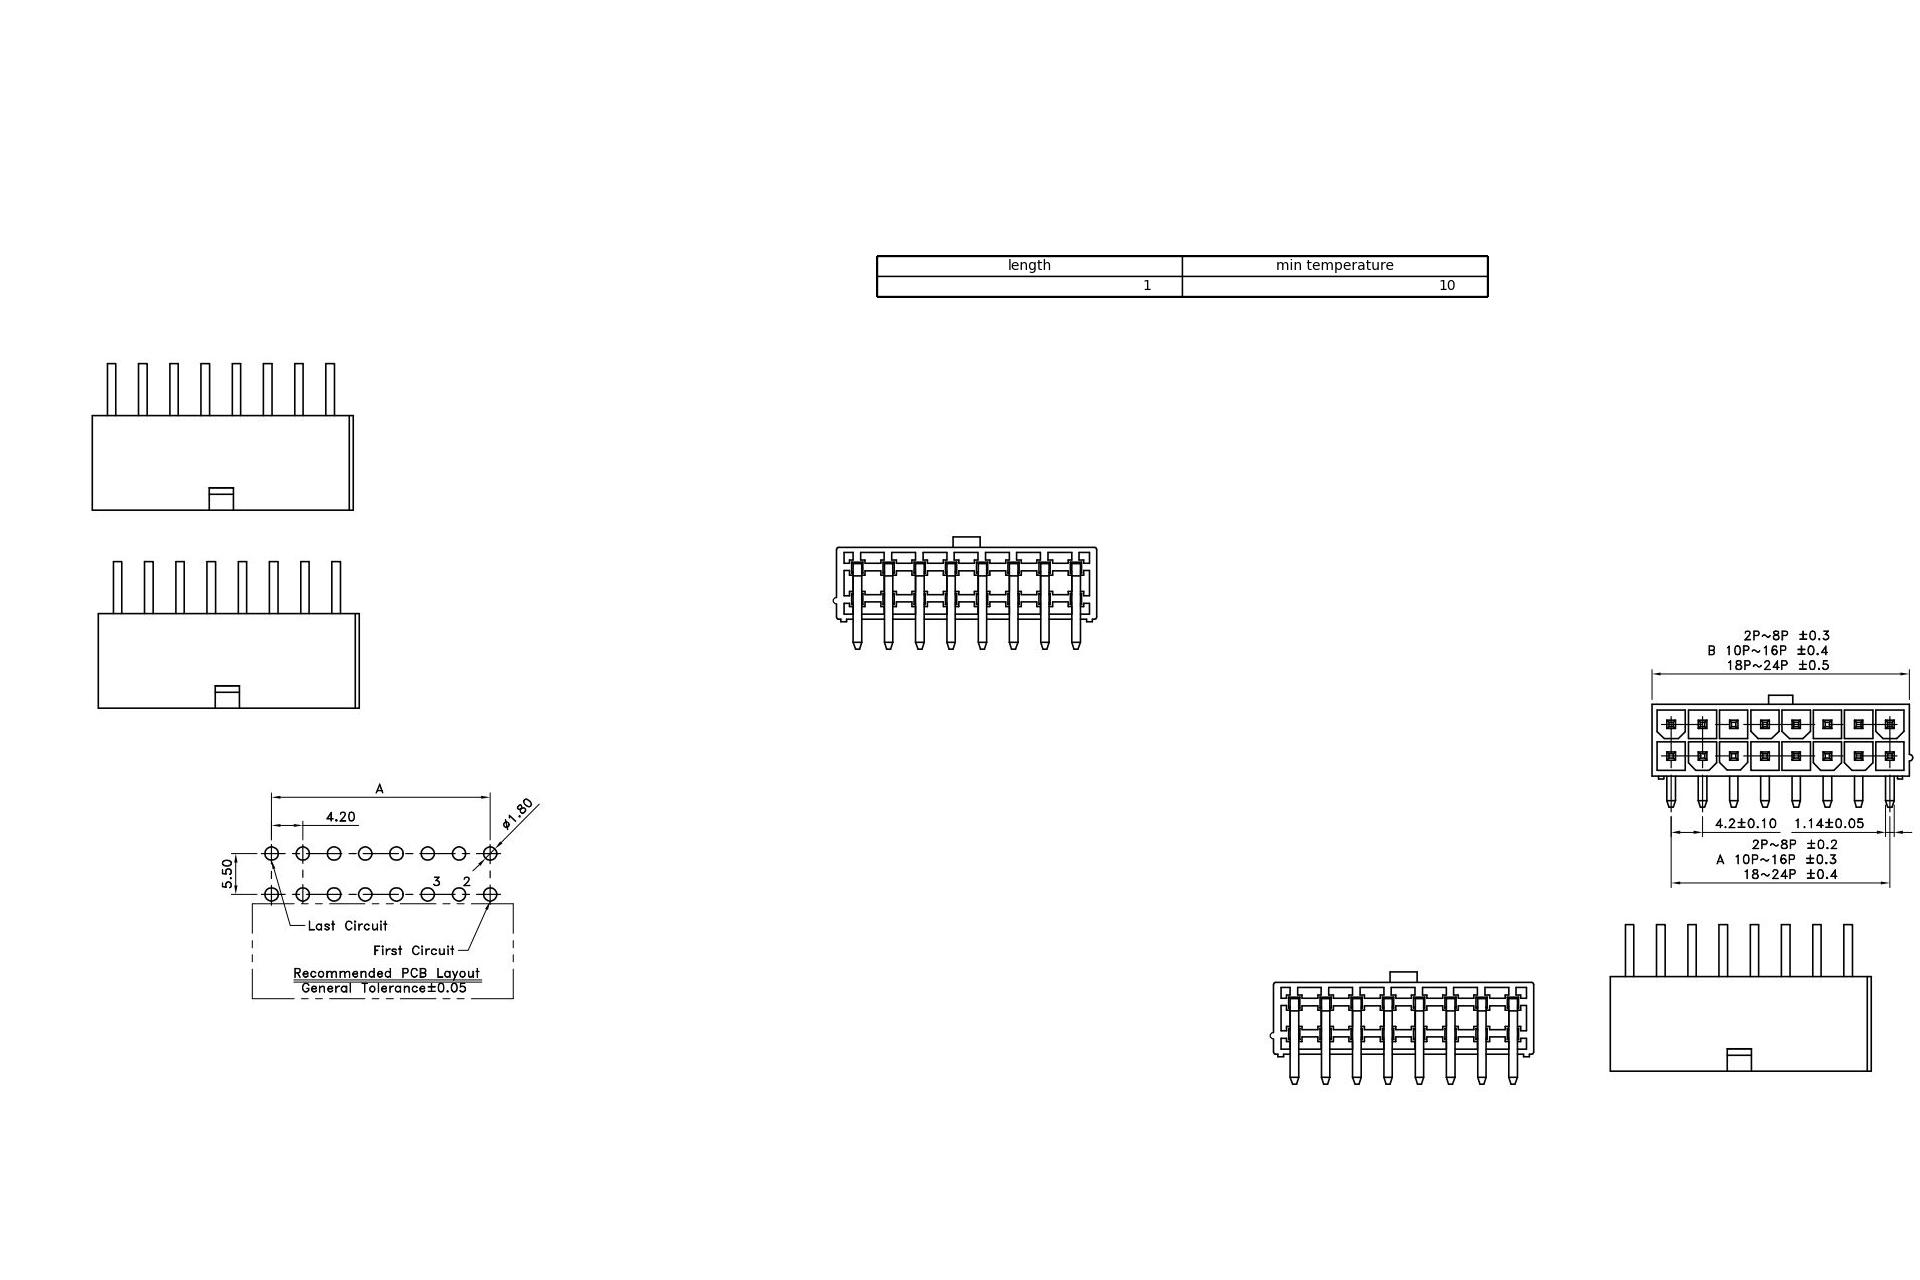 length min temperature
1 10
2P~8P ±0.3
B 10P~16P ±0.4
18P~24P ±0.5
4.2±0.10 1.14±0.05
2P~8P ±0.2
A 10P~16P ±0.3
18~24P ±0.4
A
4.20
ø1.80
5.50
3 2
Last Circuit
First Circuit
Recommended PCB Layout
General Tolerance±0.05